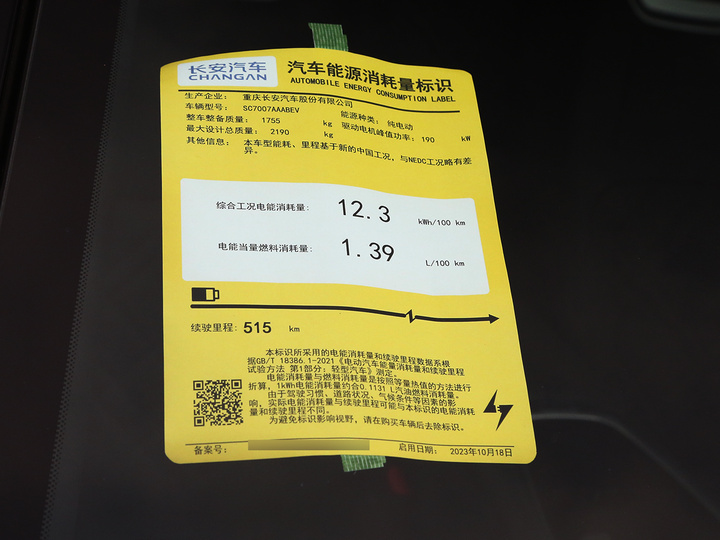 长安汽车
CHANGAN
汽车能源消耗量标识
AUTOMOBILE ENERGY CONSUMPTION LABEL
生产企业: 重庆长安汽车股份有限公司
车辆型号: SC7007AAABEV 能源种类: 纯电动
整车整备质量: 1755 kg 驱动电机峰值功率: 190 kW
最大设计总质量: 2190 kg
其他信息: 本车型能耗、里程基于新的中国工况，与NEDC工况略有差
异。
综合工况电能消耗量: 12.3 kWh/100 km
电能当量燃料消耗量: 1.39 L/100 km
续驶里程: 515 km
本标识所采用的电能消耗量和续驶里程数据系根
据GB/T 18386.1-2021《电动汽车能量消耗量和续驶里程
试验方法 第1部分: 轻型汽车》测定。
电能消耗量与燃料消耗量是按照等量热值的方法进行
折算，1kWh电能消耗量约合0.1131 L汽油燃料消耗量。
由于驾驶习惯、道路状况、气候条件等因素的影
响，实际电能消耗量与续驶里程可能与本标识的电能消耗
量和续驶里程不同。
为避免标识影响视野，请在购买车辆后去除标识。
备案号: 启用日期: 2023年10月18日